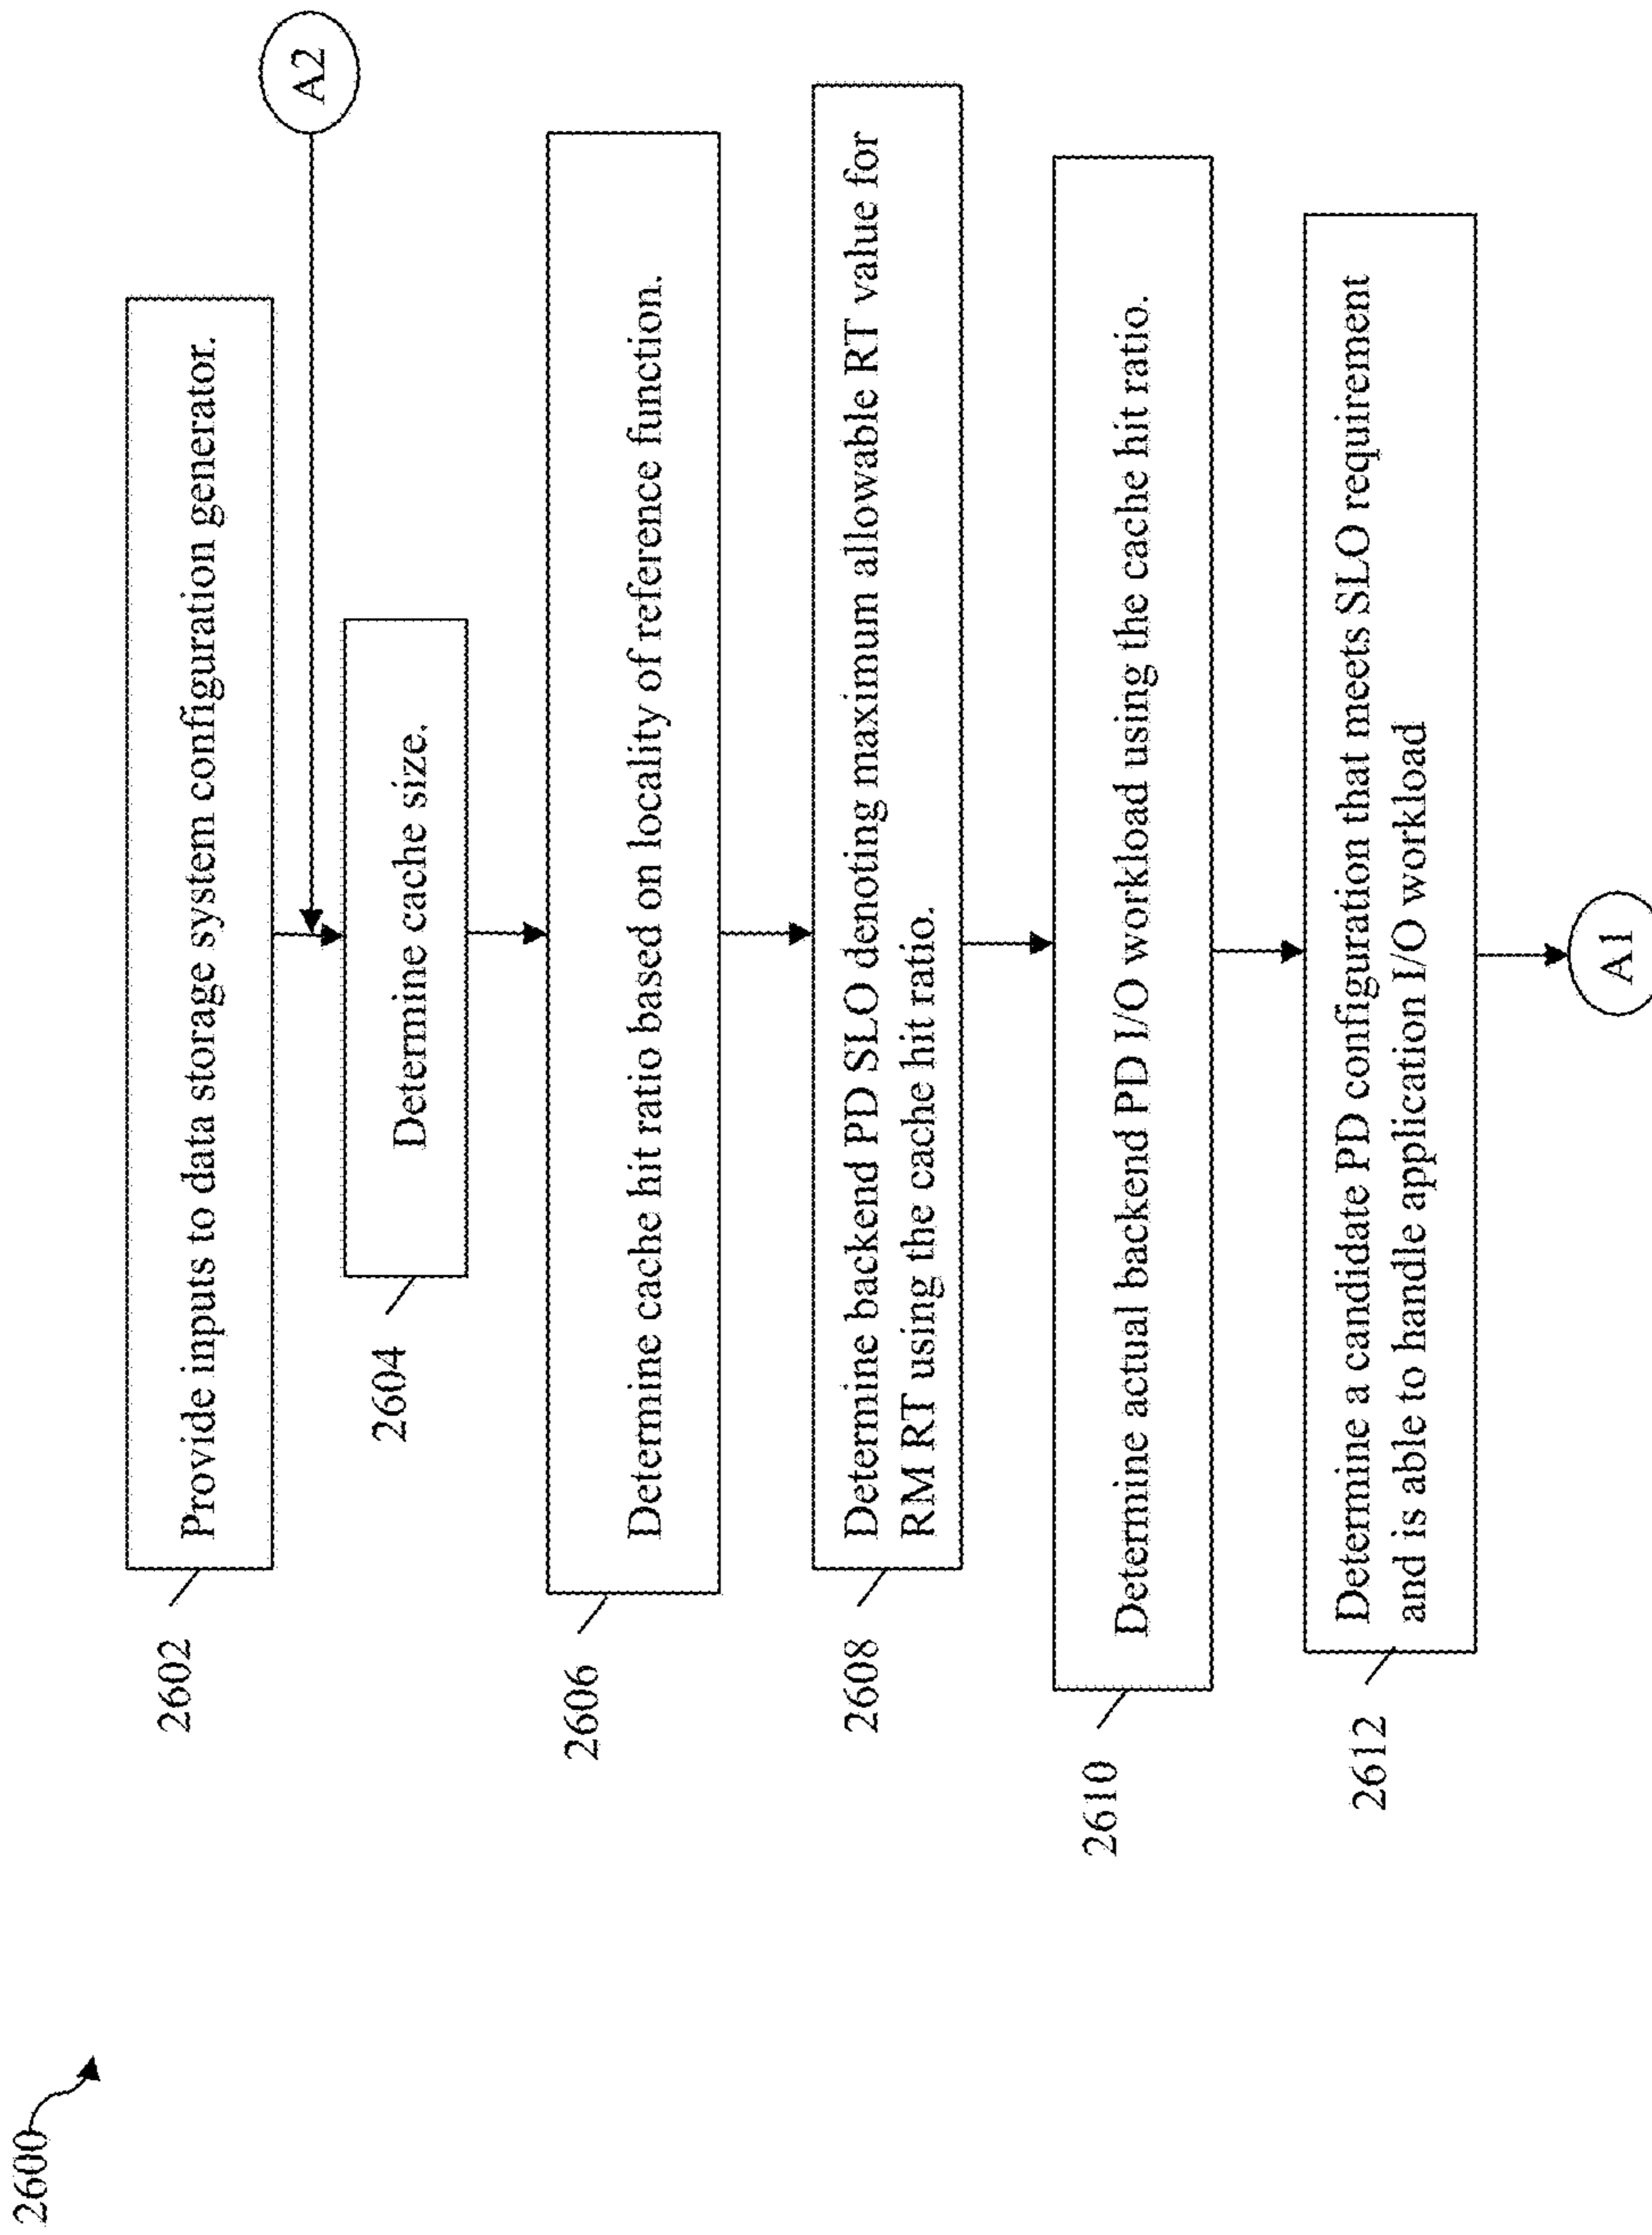 2600
2602
Provide inputs to data storage system configuration generator.
A2
2604
Determine cache size.
2606
Determine cache hit ratio based on locality of reference function.
2608
Determine backend PD SLO denoting maximum allowable RT value for
RM RT using the cache hit ratio.
2610
Determine actual backend PD I/O workload using the cache hit ratio.
2612
Determine a candidate PD configuration that meets SLO requirement
and is able to handle application I/O workload
A1